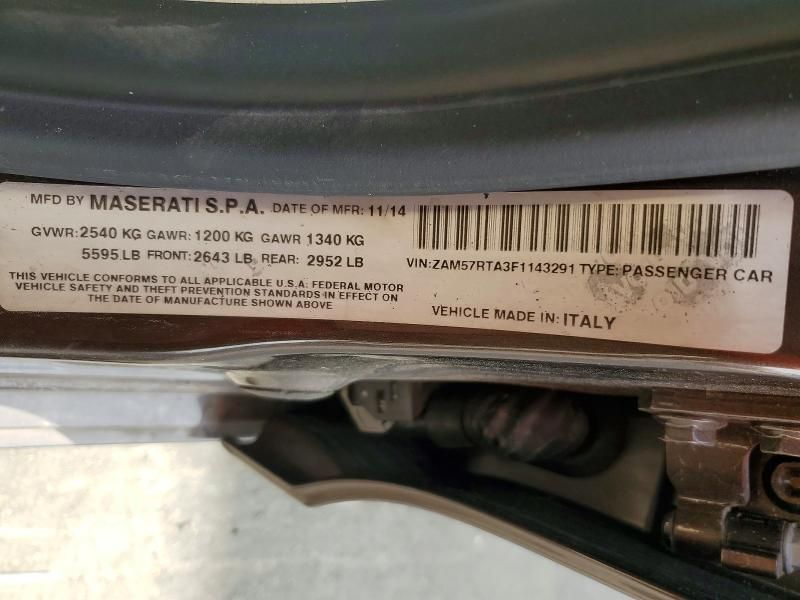 MFD BY MASERATI S.P.A. DATE OF MFR: 11/14
GVWR: 2540 KG GAWR: 1200 KG GAWR 1340 KG
5595 LB FRONT: 2643 LB REAR: 2952 LB
THIS VEHICLE CONFORMS TO ALL APPLICABLE U.S.A: FEDERAL MOTOR
VEHICLE SAFETY AND THEFT PREVENTION STANDARDS IN EFFECT ON
THE DATE OF MANUFACTURE SHOWN ABOVE
VIN:ZAM57RTA3F1143291 TYPE: PASSENGER CAR
VEHICLE MADE IN: ITALY